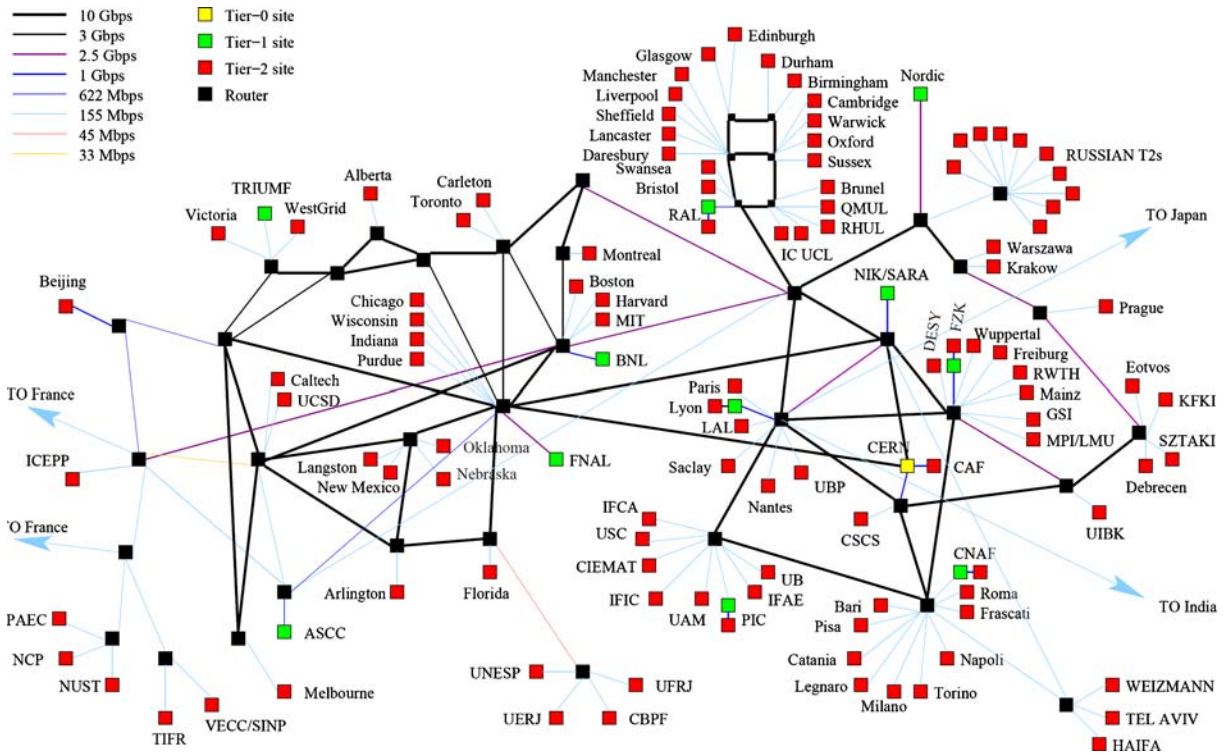 10 Gbps
3 Gbps
2.5 Gbps
1 Gbps
622 Mbps
155 Mbps
45 Mbps
33 Mbps
Tier−0 site
Tier−1 site
Tier−2 site
Router
Edinburgh
Glasgow
Durham
Manchester
Birmingham
Nordic
Liverpool
Cambridge
Sheffield
Warwick
Lancaster
Oxford
Daresbury
Sussex
RUSSIAN T2s
Swansea
Bristol
Brunel
RAL
QMUL
RHUL
IC UCL
TO Japan
Alberta
Carleton
TRIUMF
Toronto
Victoria
WestGrid
Montreal
Warszawa
Krakow
NIK/SARA
Beijing
Boston
Chicago
Harvard
Wisconsin
MIT
Indiana
Purdue
BNL
Prague
DESY
FZK
Wuppertal
Freiburg
RWTH
Mainz
GSI
MPI/LMU
Eotvos
KFKI
SZTAKI
Debrecen
TO France
Caltech
UCSD
Paris
Lyon
LAL
Saclay
Nantes
UBP
CERN
CAF
CSCS
UIBK
ICEPP
Oklahoma
Langston
New Mexico
Nebraska
FNAL
TO France
Arlington
Florida
IFCA
USC
CIEMAT
IFIC
UAM
PIC
IFAE
UB
CNAF
Roma
Frascati
Bari
Pisa
Catania
Napoli
Legnaro
Milano
Torino
TO India
PAEC
NCP
NUST
ASCC
Melbourne
VECC/SINP
TIFR
UNESP
UFRJ
UERJ
CBPF
WEIZMANN
TEL AVIV
HAIFA